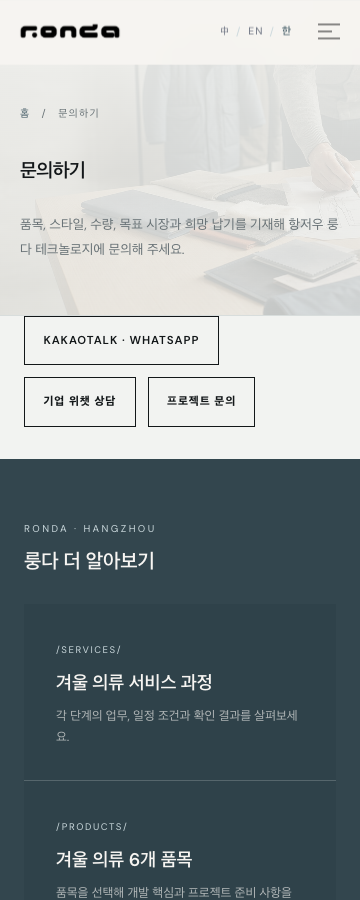 ronda
中 / EN / 한
홈 / 문의하기
문의하기
품목, 스타일, 수량, 목표 시장과 희망 납기를 기재해 항저우 룽
다 테크놀로지에 문의해 주세요.
KAKAOTALK · WHATSAPP
기업 위챗 상담
프로젝트 문의
RONDA · HANGZHOU
룽다 더 알아보기
/SERVICES/
겨울 의류 서비스 과정
각 단계의 업무, 일정 조건과 확인 결과를 살펴보세
요.
/PRODUCTS/
겨울 의류 6개 품목
품목을 선택해 개발 핵심과 프로젝트 준비 사항을